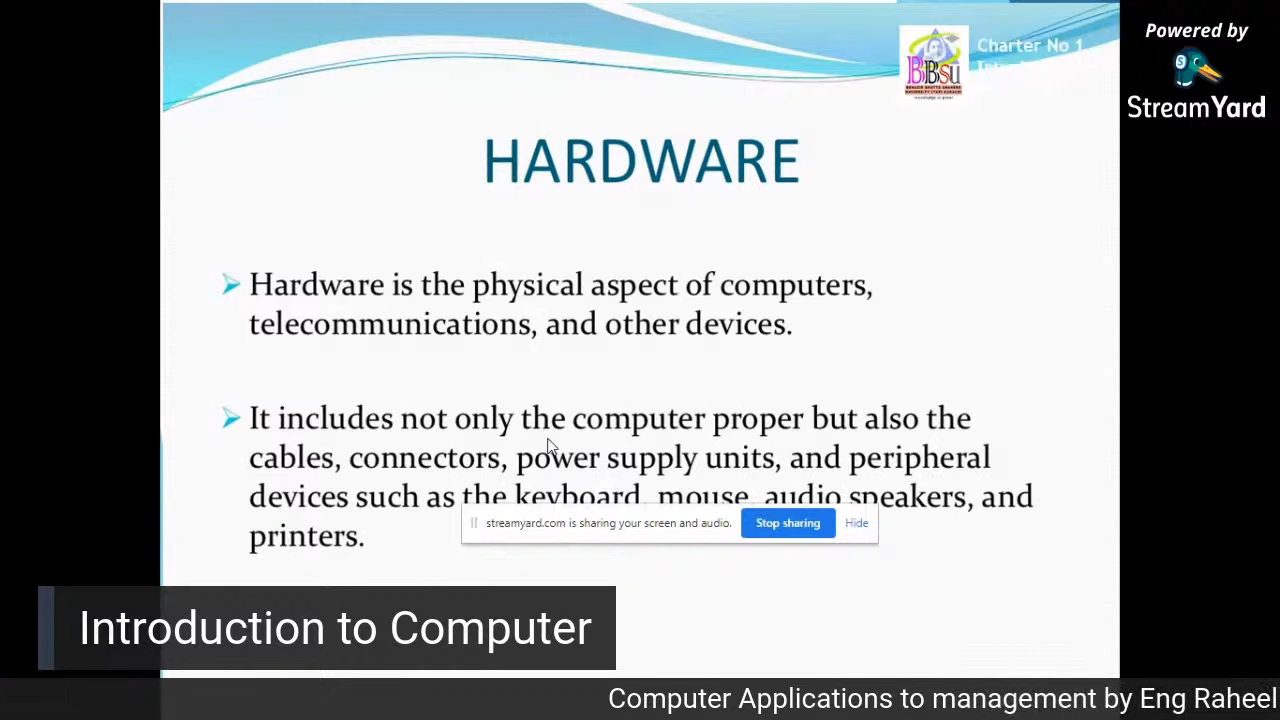 Powered by
StreamYard
Charter No 1
BBSU
HARDWARE
Hardware is the physical aspect of computers,
telecommunications, and other devices.
It includes not only the computer proper but also the
cables, connectors, power supply units, and peripheral
devices such as the keyboard, mouse, audio speakers, and
printers.
streamyard.com is sharing your screen and audio. Stop sharing Hide
Introduction to Computer
Computer Applications to management by Eng Raheel